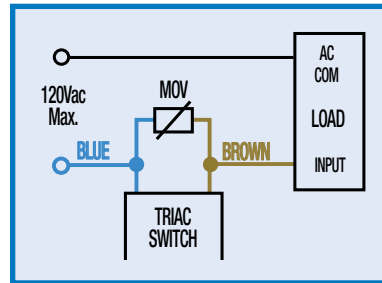 120Vac
Max.
BLUE
MOV
BROWN
TRIAC
SWITCH
AC
COM
LOAD
INPUT